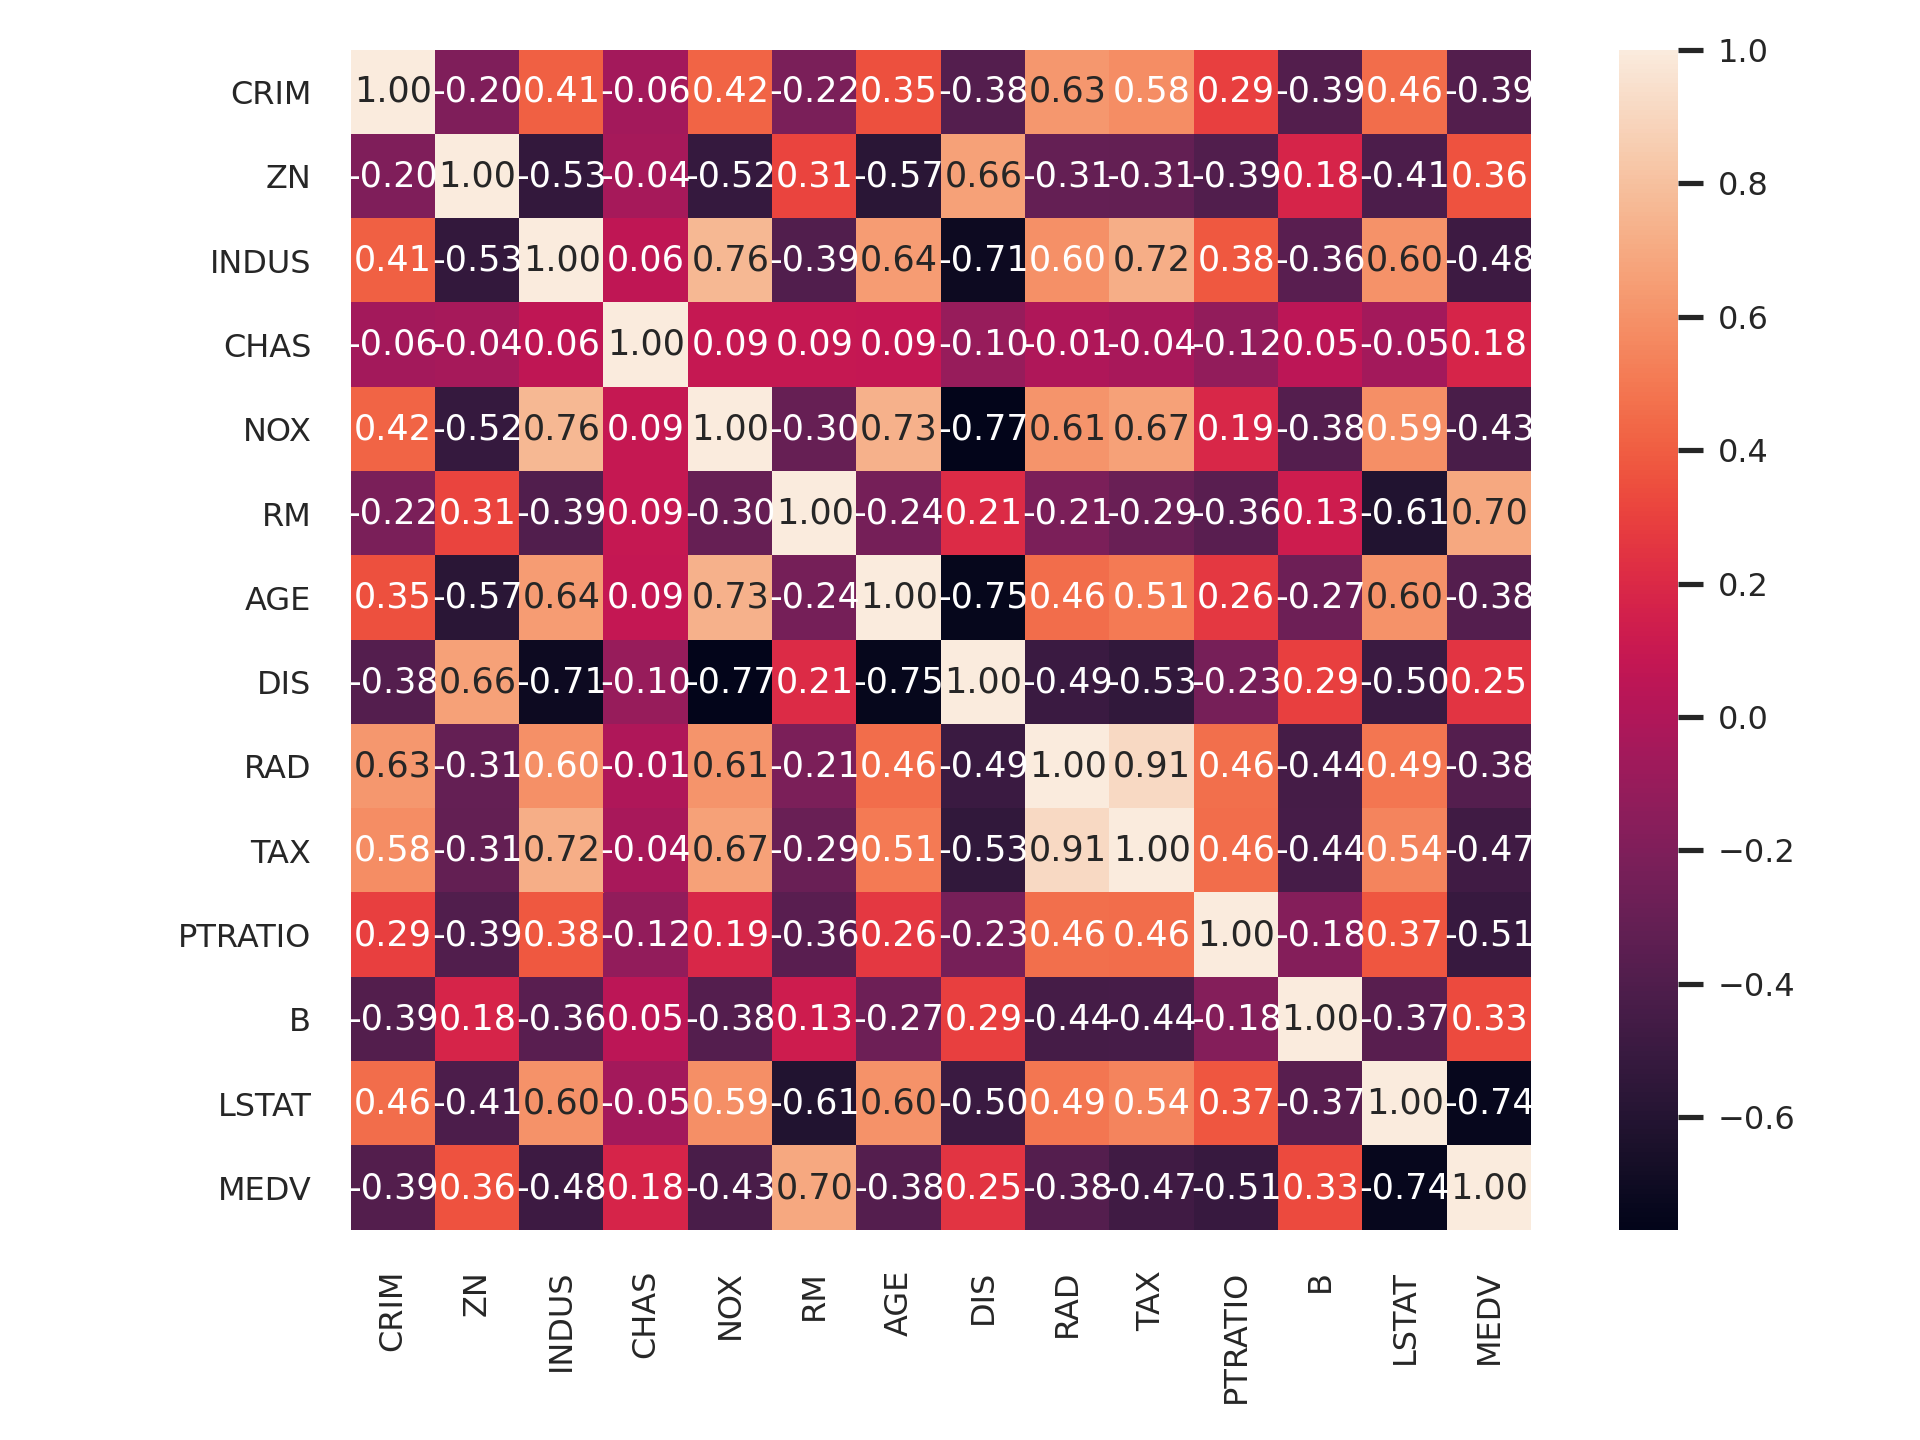 CRIM 1.00 -0.20 0.41 -0.06 0.42 -0.22 0.35 -0.38 0.63 0.58 0.29 -0.39 0.46 -0.39
ZN -0.20 1.00 -0.53 -0.04 -0.52 0.31 -0.57 0.66 -0.31 -0.31 -0.39 0.18 -0.41 0.36
INDUS 0.41 -0.53 1.00 0.06 0.76 -0.39 0.64 -0.71 0.60 0.72 0.38 -0.36 0.60 -0.48
CHAS -0.06 -0.04 0.06 1.00 0.09 0.09 0.09 -0.10 -0.01 -0.04 -0.12 0.05 -0.05 0.18
NOX 0.42 -0.52 0.76 0.09 1.00 -0.30 0.73 -0.77 0.61 0.67 0.19 -0.38 0.59 -0.43
RM -0.22 0.31 -0.39 0.09 -0.30 1.00 -0.24 0.21 -0.21 -0.29 -0.36 0.13 -0.61 0.70
AGE 0.35 -0.57 0.64 0.09 0.73 -0.24 1.00 -0.75 0.46 0.51 0.26 -0.27 0.60 -0.38
DIS -0.38 0.66 -0.71 -0.10 -0.77 0.21 -0.75 1.00 -0.49 -0.53 -0.23 0.29 -0.50 0.25
RAD 0.63 -0.31 0.60 -0.01 0.61 -0.21 0.46 -0.49 1.00 0.91 0.46 -0.44 0.49 -0.38
TAX 0.58 -0.31 0.72 -0.04 0.67 -0.29 0.51 -0.53 0.91 1.00 0.46 -0.44 0.54 -0.47
PTRATIO 0.29 -0.39 0.38 -0.12 0.19 -0.36 0.26 -0.23 0.46 0.46 1.00 -0.18 0.37 -0.51
B -0.39 0.18 -0.36 0.05 -0.38 0.13 -0.27 0.29 -0.44 -0.44 -0.18 1.00 -0.37 0.33
LSTAT 0.46 -0.41 0.60 -0.05 0.59 -0.61 0.60 -0.50 0.49 0.54 0.37 -0.37 1.00 -0.74
MEDV -0.39 0.36 -0.48 0.18 -0.43 0.70 -0.38 0.25 -0.38 -0.47 -0.51 0.33 -0.74 1.00
CRIM ZN INDUS CHAS NOX RM AGE DIS RAD TAX PTRATIO B LSTAT MEDV
1.0
0.8
0.6
0.4
0.2
0.0
−0.2
−0.4
−0.6